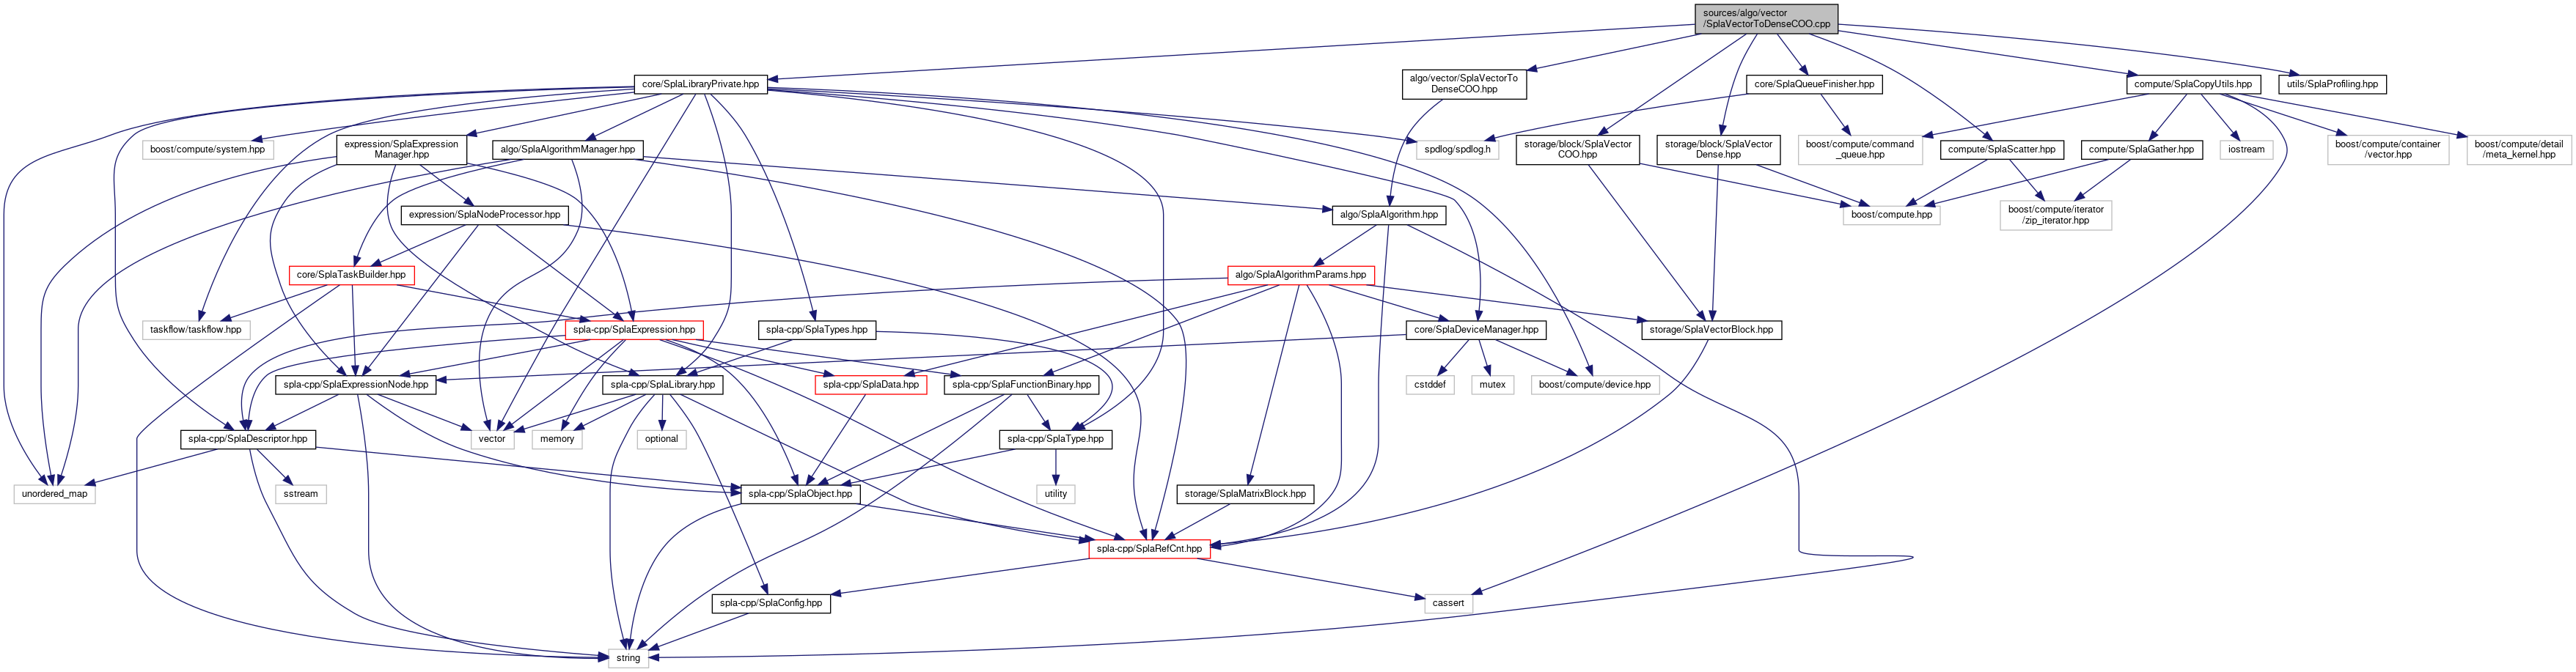 sources/algo/vector
/SplaVectorToDenseCOO.cpp
core/SplaLibraryPrivate.hpp
algo/vector/SplaVectorTo
DenseCOO.hpp
core/SplaQueueFinisher.hpp
compute/SplaCopyUtils.hpp
utils/SplaProfiling.hpp
boost/compute/system.hpp
expression/SplaExpression
Manager.hpp
algo/SplaAlgorithmManager.hpp
spdlog/spdlog.h
storage/block/SplaVector
COO.hpp
storage/block/SplaVector
Dense.hpp
boost/compute/command
_queue.hpp
compute/SplaScatter.hpp
compute/SplaGather.hpp
iostream
boost/compute/container
/vector.hpp
boost/compute/detail
/meta_kernel.hpp
expression/SplaNodeProcessor.hpp
algo/SplaAlgorithm.hpp
boost/compute.hpp
boost/compute/iterator
/zip_iterator.hpp
core/SplaTaskBuilder.hpp
algo/SplaAlgorithmParams.hpp
taskflow/taskflow.hpp
spla-cpp/SplaExpression.hpp
spla-cpp/SplaTypes.hpp
core/SplaDeviceManager.hpp
storage/SplaVectorBlock.hpp
spla-cpp/SplaExpressionNode.hpp
spla-cpp/SplaLibrary.hpp
spla-cpp/SplaData.hpp
spla-cpp/SplaFunctionBinary.hpp
cstddef
mutex
boost/compute/device.hpp
spla-cpp/SplaDescriptor.hpp
vector
memory
optional
spla-cpp/SplaType.hpp
unordered_map
sstream
spla-cpp/SplaObject.hpp
utility
storage/SplaMatrixBlock.hpp
spla-cpp/SplaRefCnt.hpp
spla-cpp/SplaConfig.hpp
cassert
string